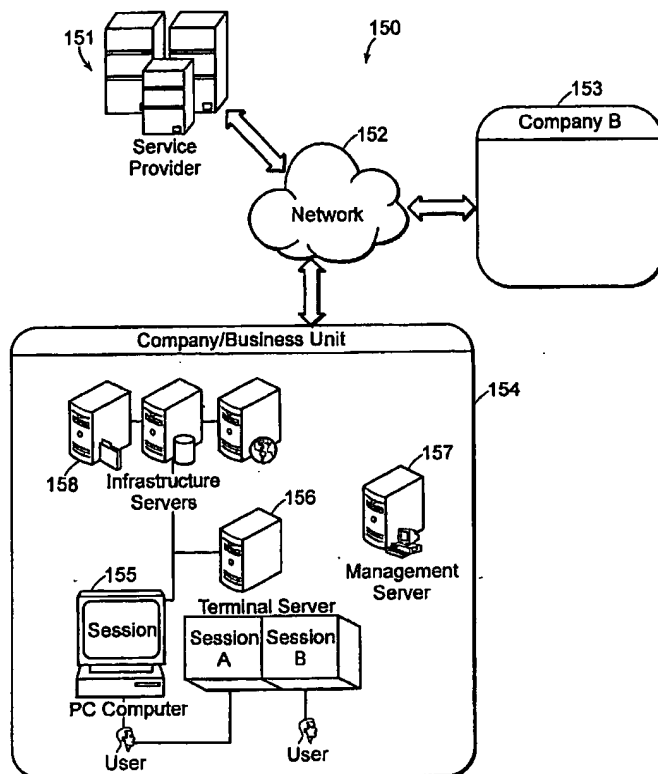 151
150
Service
Provider
152
Network
153
Company B
Company/Business Unit
154
158
Infrastructure
Servers
157
Management
Server
156
Terminal Server
155
Session
PC Computer
Session
A
Session
B
User
User